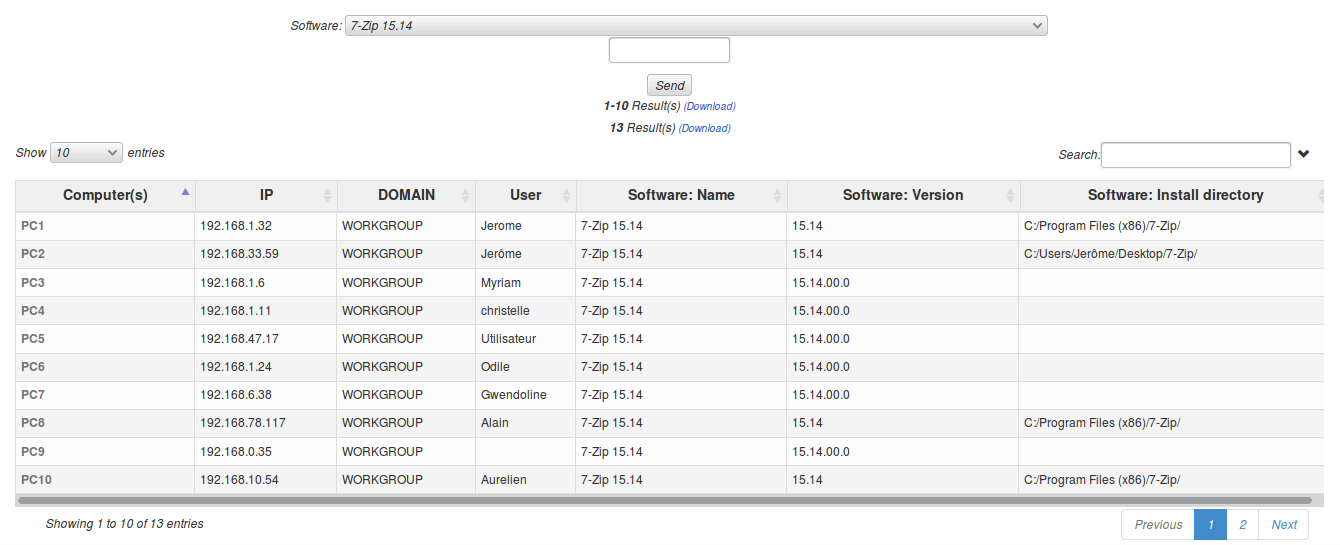 Software: 7-Zip 15.14
Send
1-10 Result(s) (Download)
13 Result(s) (Download)
Show 10 entries Search:
Computer(s) IP DOMAIN User Software: Name Software: Version Software: Install directory
PC1 192.168.1.32 WORKGROUP Jerome 7-Zip 15.14 15.14 C:/Program Files (x86)/7-Zip/
PC2 192.168.33.59 WORKGROUP Jerôme 7-Zip 15.14 15.14 C:/Users/Jerôme/Desktop/7-Zip/
PC3 192.168.1.6 WORKGROUP Myriam 7-Zip 15.14 15.14.00.0
PC4 192.168.1.11 WORKGROUP christelle 7-Zip 15.14 15.14.00.0
PC5 192.168.47.17 WORKGROUP Utilisateur 7-Zip 15.14 15.14.00.0
PC6 192.168.1.24 WORKGROUP Odile 7-Zip 15.14 15.14.00.0
PC7 192.168.6.38 WORKGROUP Gwendoline 7-Zip 15.14 15.14.00.0
PC8 192.168.78.117 WORKGROUP Alain 7-Zip 15.14 15.14 C:/Program Files (x86)/7-Zip/
PC9 192.168.0.35 WORKGROUP 7-Zip 15.14 15.14.00.0
PC10 192.168.10.54 WORKGROUP Aurelien 7-Zip 15.14 15.14 C:/Program Files (x86)/7-Zip/
Showing 1 to 10 of 13 entries Previous 1 2 Next